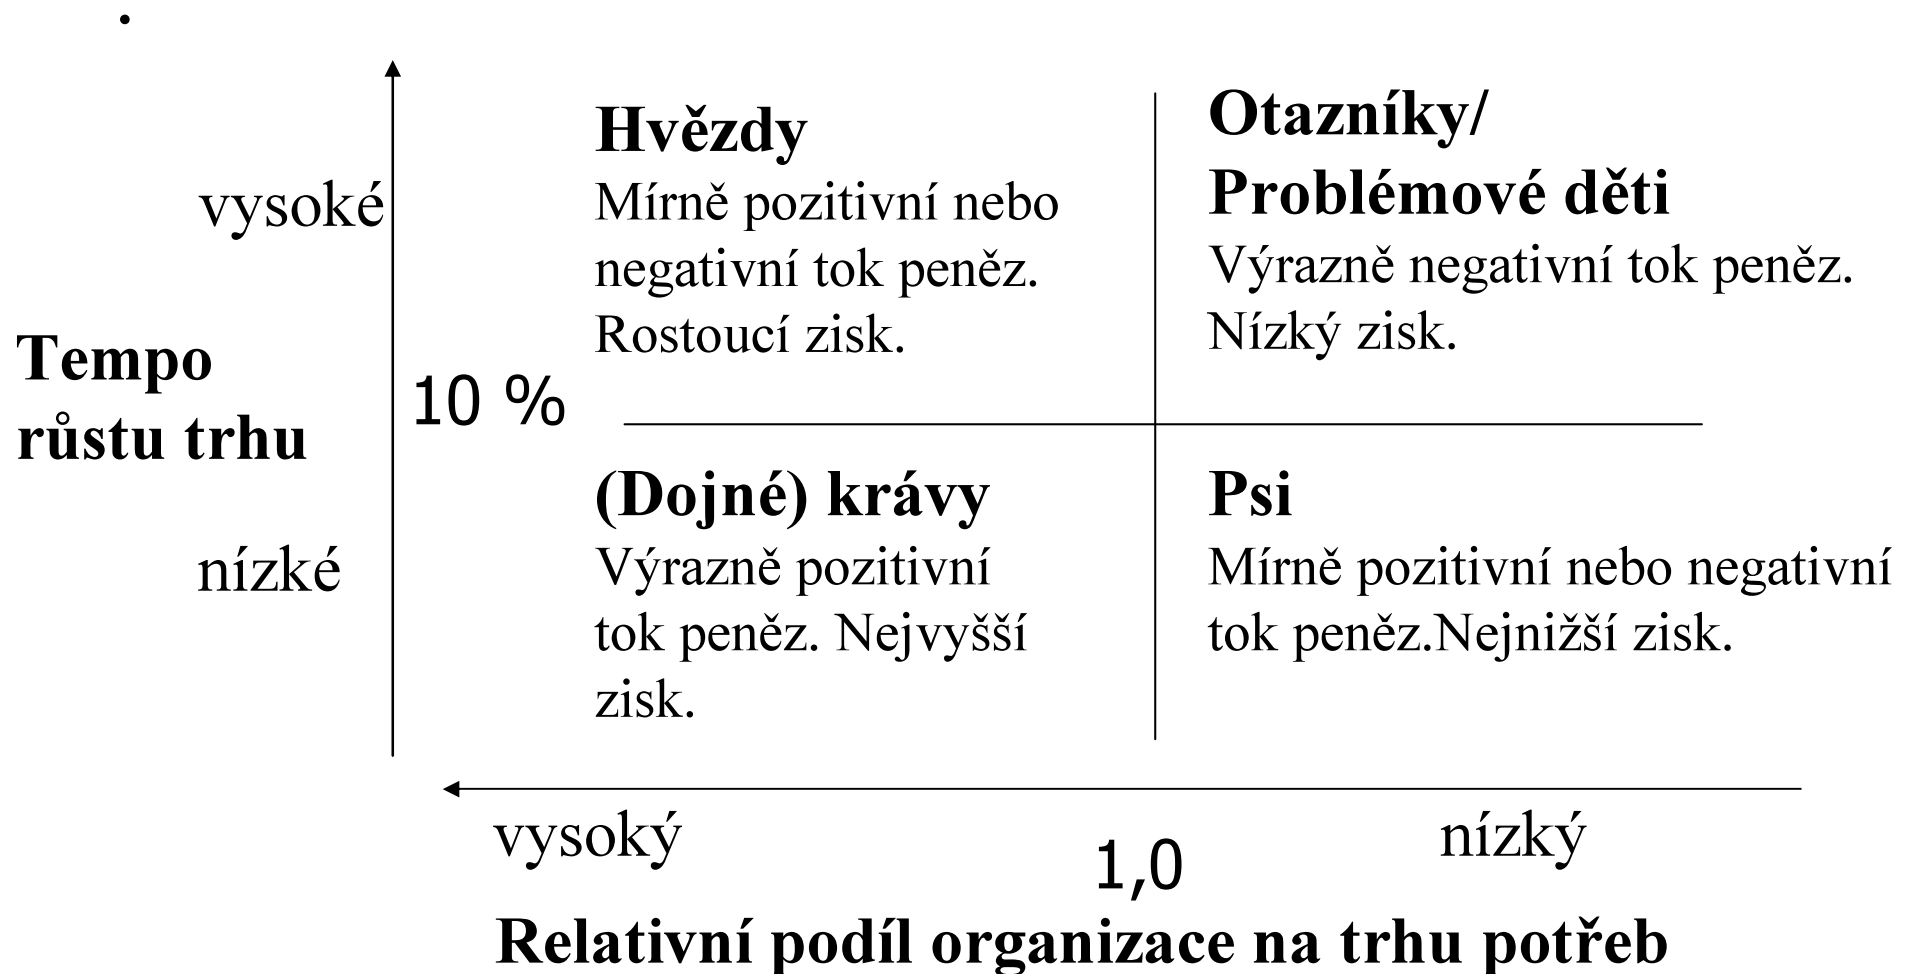 .
Hvězdy
Mírně pozitivní nebo
negativní tok peněz.
Rostoucí zisk.
Otazníky/
Problémové děti
Výrazně negativní tok peněz.
Nízký zisk.
vysoké
Tempo
růstu trhu
10 %
nízké
(Dojné) krávy
Výrazně pozitivní
tok peněz. Nejvyšší
zisk.
Psi
Mírně pozitivní nebo negativní
tok peněz.Nejnižší zisk.
vysoký
1,0
nízký
Relativní podíl organizace na trhu potřeb